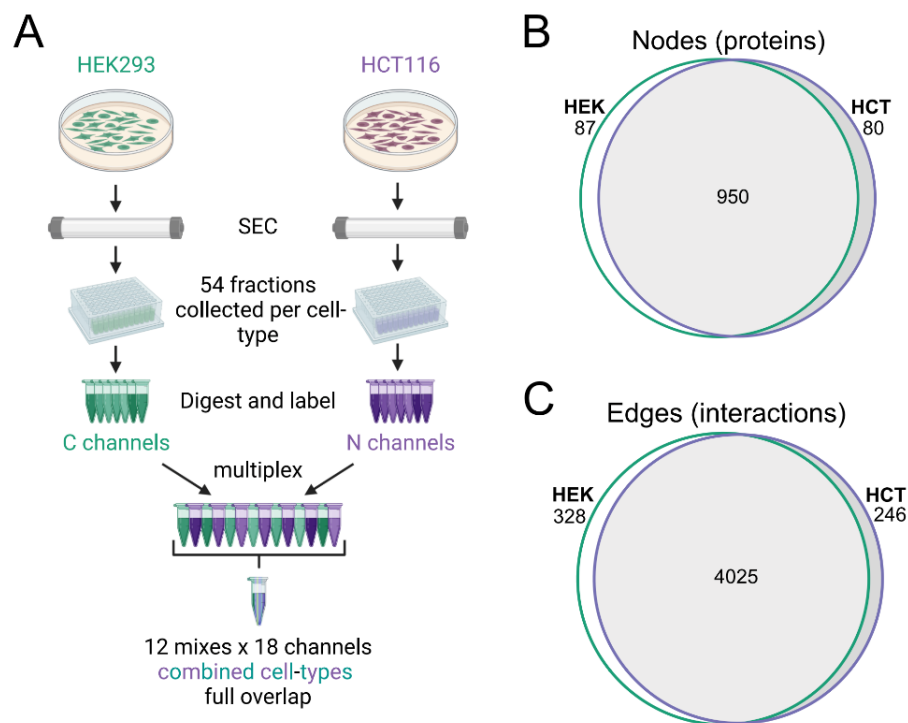 A
HEK293
HCT116
SEC
54 fractions
collected per cell-
type
Digest and label
C channels
N channels
multiplex
12 mixes x 18 channels
combined cell-types
full overlap
B
Nodes (proteins)
HEK
87
HCT
80
950
C
Edges (interactions)
HEK
328
HCT
246
4025